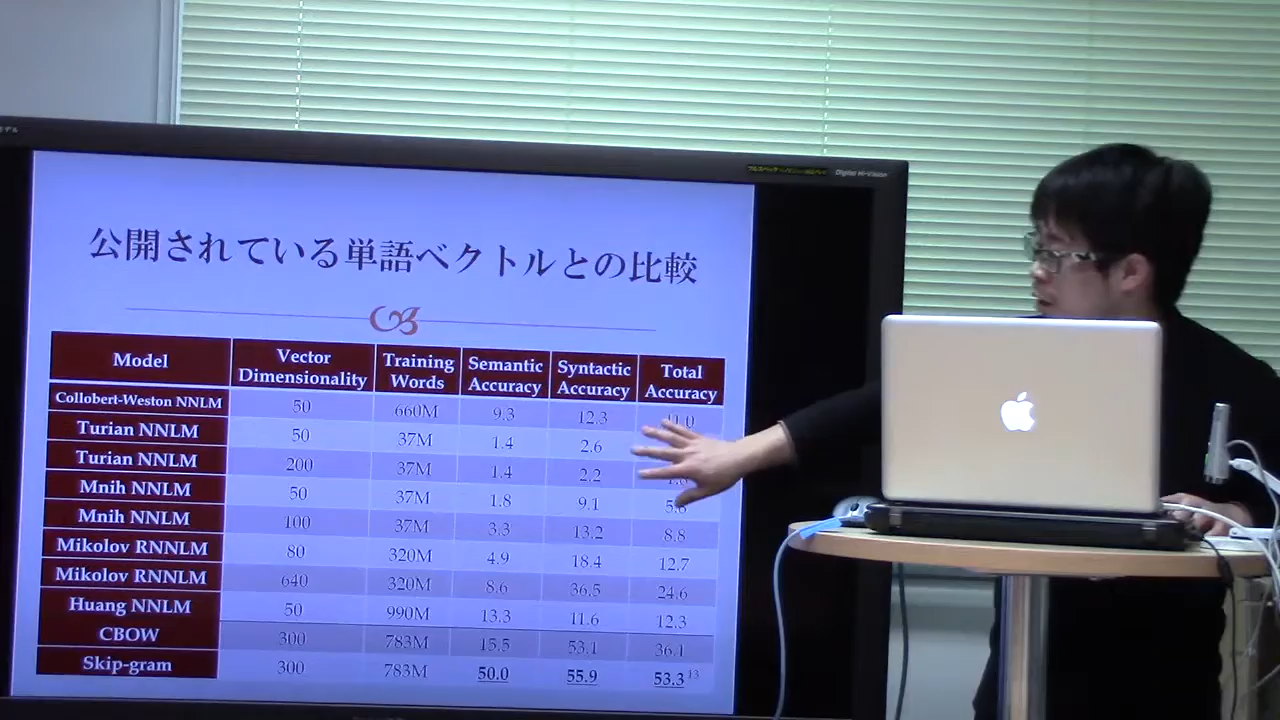 Digital Hi-Vision
公開されている単語ベクトルとの比較
Model Vector Dimensionality Training Words Semantic Accuracy Syntactic Accuracy Total Accuracy
Collobert-Weston NNLM 50 660M 9.3 12.3 11.0
Turian NNLM 50 37M 1.4 2.6
Turian NNLM 200 37M 1.4 2.2
Mnih NNLM 50 37M 1.8 9.1
Mnih NNLM 100 37M 3.3 13.2 8.8
Mikolov RNNLM 80 320M 4.9 18.4 12.7
Mikolov RNNLM 640 320M 8.6 36.5 24.6
Huang NNLM 50 990M 13.3 11.6 12.3
CBOW 300 783M 15.5 53.1 36.1
Skip-gram 300 783M 50.0 55.9 53.3
13